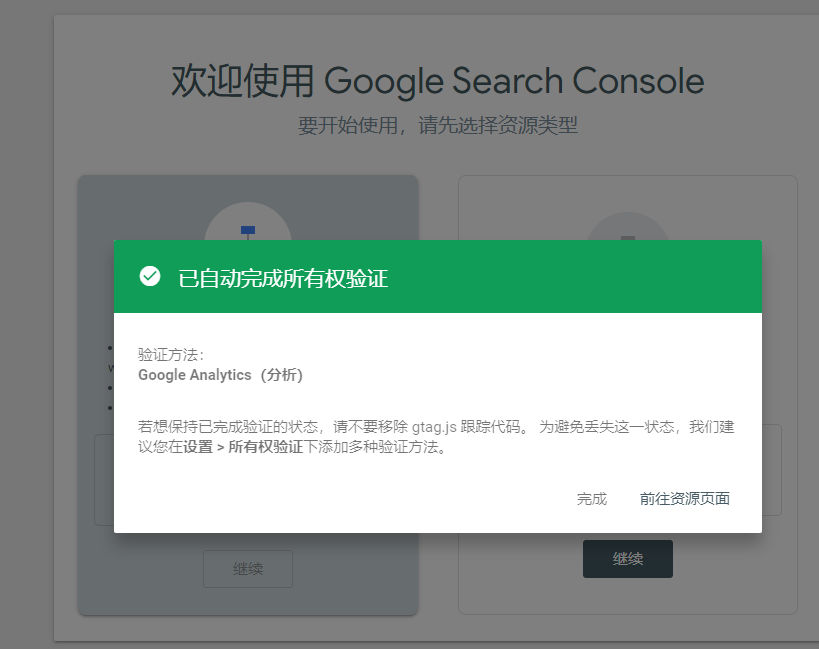 欢迎使用 Google Search Console
要开始使用，请先选择资源类型
已自动完成所有权验证
验证方法：
Google Analytics（分析）
若想保持已完成验证的状态，请不要移除 gtag.js 跟踪代码。 为避免丢失这一状态，我们建
议您在设置 > 所有权验证下添加多种验证方法。
完成
前往资源页面
继续
继续